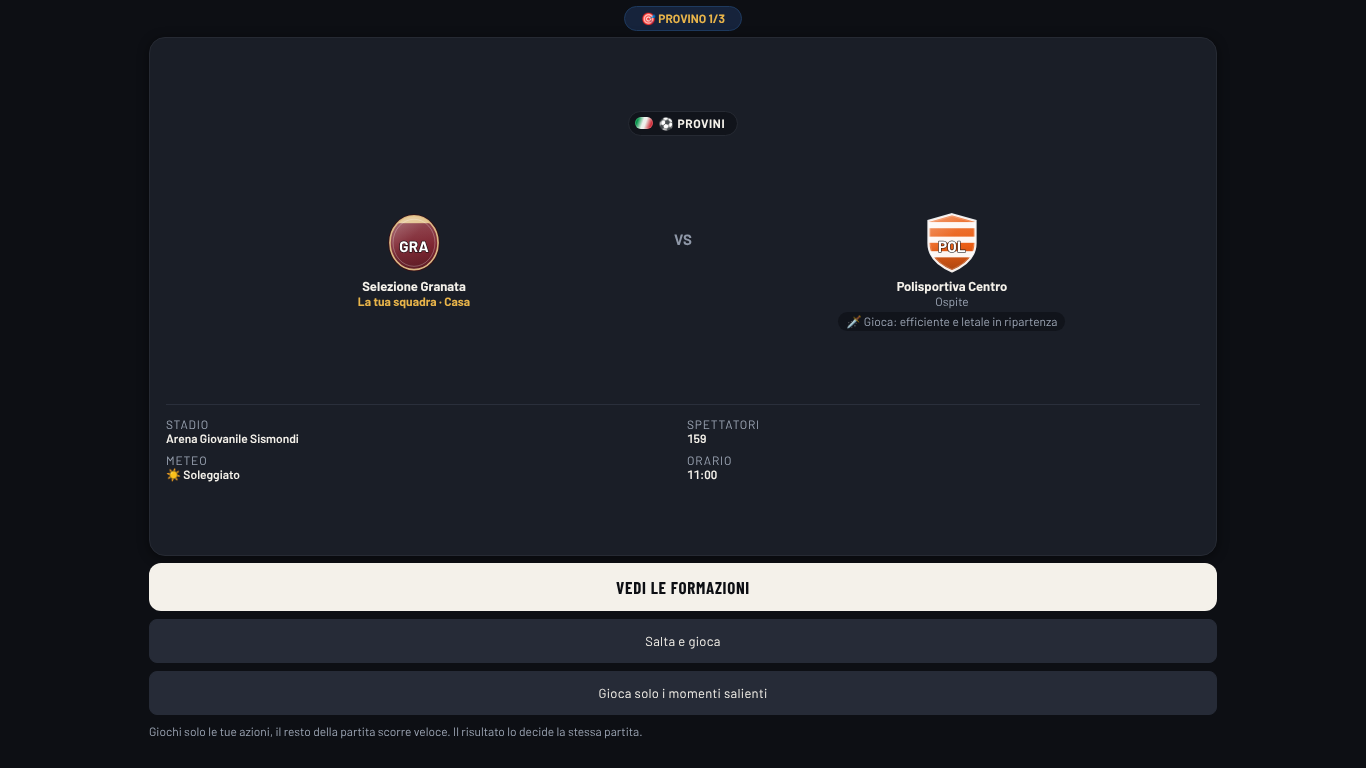 🎯 PROVINO 1/3
⚽ PROVINI
GRA
VS
POL
Selezione Granata
La tua squadra · Casa
Polisportiva Centro
Ospite
🗡️ Gioca: efficiente e letale in ripartenza
STADIO
Arena Giovanile Sismondi
SPETTATORI
159
METEO
☀️ Soleggiato
ORARIO
11:00
VEDI LE FORMAZIONI
Salta e gioca
Gioca solo i momenti salienti
Giochi solo le tue azioni, il resto della partita scorre veloce. Il risultato lo decide la stessa partita.